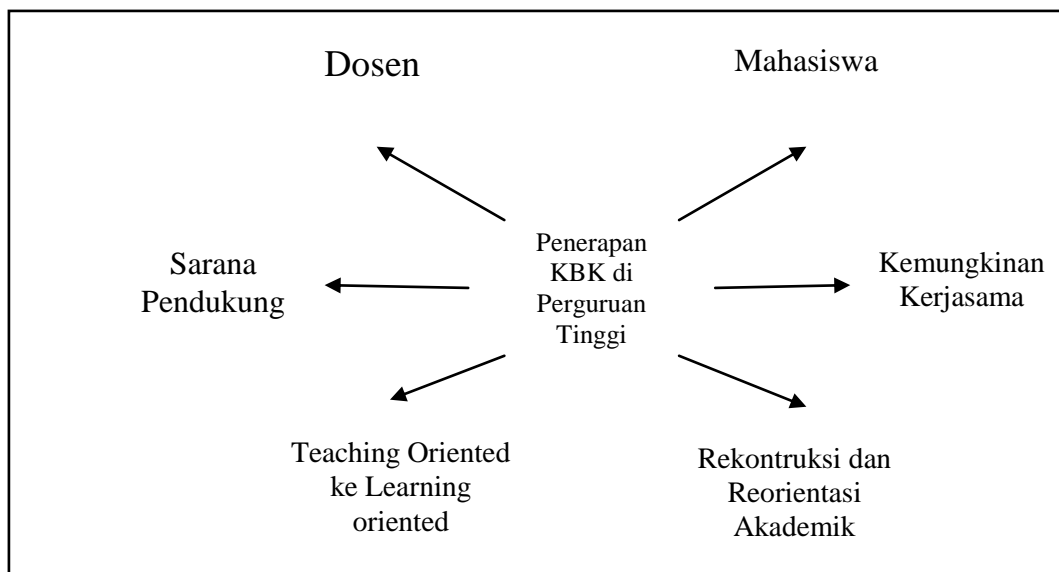 Dosen
Mahasiswa
Penerapan
KBK di
Perguruan
Tinggi
Sarana
Pendukung
Kemungkinan
Kerjasama
Teaching Oriented
ke Learning
oriented
Rekontruksi dan
Reorientasi
Akademik